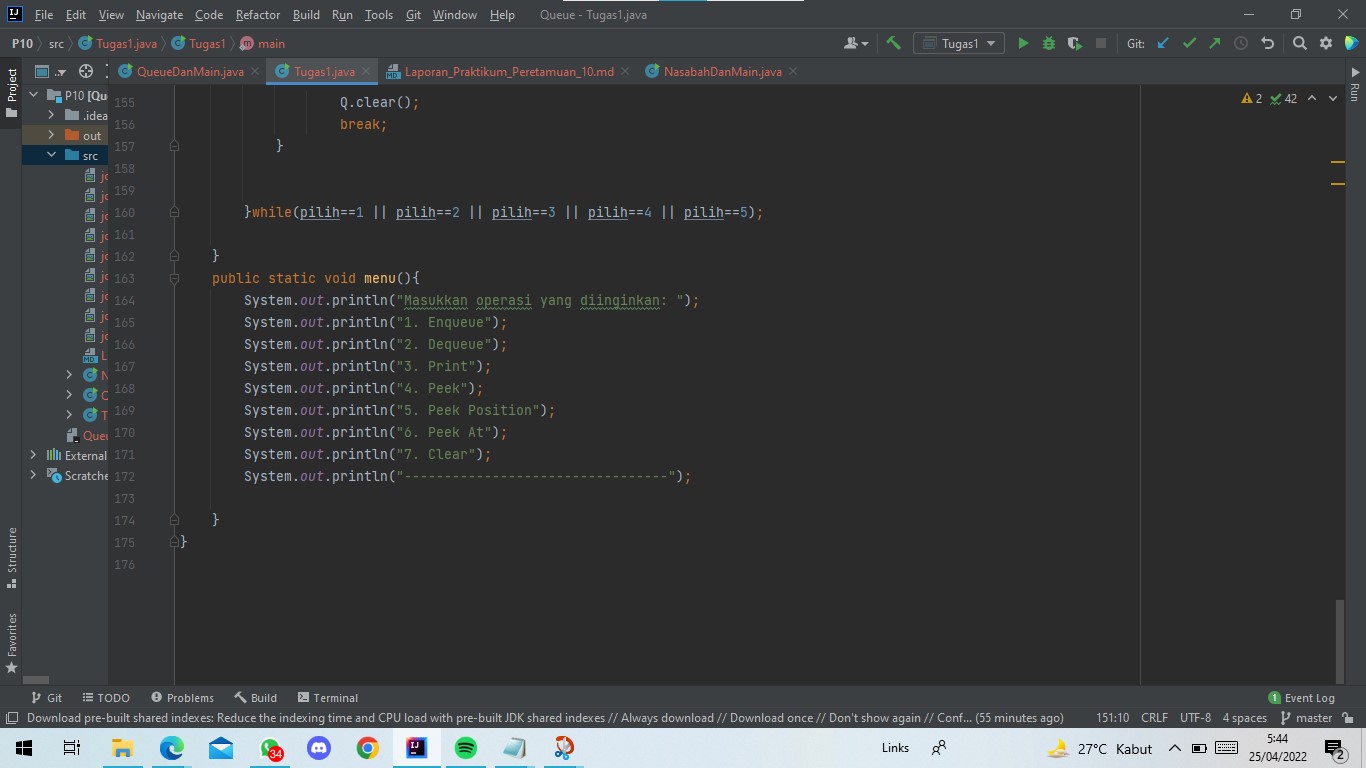 File Edit View Navigate Code Refactor Build Run Tools Git Window Help Queue - Tugas1.java
P10 src Tugas1.java Tugas1 main Tugas1 Git:
QueueDanMain.java Tugas1.java Laporan_Praktikum_Peretamuan_10.md NasabahDanMain.java
Project
P10 [Qu
.idea
out
src
External
Scratche
Structure
Favorites
Run
2 42
155 Q.clear();
156 break;
157 }
158
159
160 }while(pilih==1 || pilih==2 || pilih==3 || pilih==4 || pilih==5);
161
162 }
163 public static void menu(){
164 System.out.println("Masukkan operasi yang diinginkan: ");
165 System.out.println("1. Enqueue");
166 System.out.println("2. Dequeue");
167 System.out.println("3. Print");
168 System.out.println("4. Peek");
169 System.out.println("5. Peek Position");
170 System.out.println("6. Peek At");
171 System.out.println("7. Clear");
172 System.out.println("---------------------------------");
173
174 }
175 }
176
Git TODO Problems Build Terminal 1 Event Log
Download pre-built shared indexes: Reduce the indexing time and CPU load with pre-built JDK shared indexes // Always download // Download once // Don't show again // Conf... (55 minutes ago) 151:10 CRLF UTF-8 4 spaces master
34 Links 27°C Kabut 5:44
25/04/2022 2